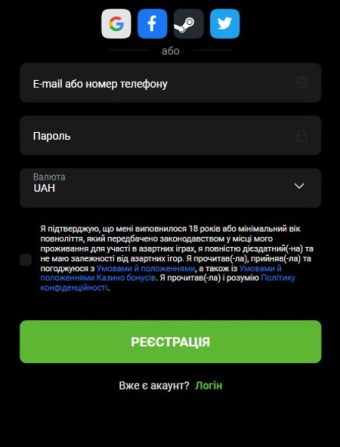 або
E-mail або номер телефону
Пароль
Валюта
UAH
Я підтверджую, що мені виповнилося 18 років або мінімальний вік
повноліття, який передбачено законодавством у місці мого
проживання для участі в азартних іграх, я повністю дієздатний(-на) та
не маю залежності від азартних ігор. Я прочитав(-ла), прийняв(-ла) та
погоджуюся з Умовами й положеннями, а також із Умовами й
положеннями Казино бонусів. Я прочитав(-ла) і розумію Політику
конфіденційності.
РЕЄСТРАЦІЯ
Вже є акаунт? Логін